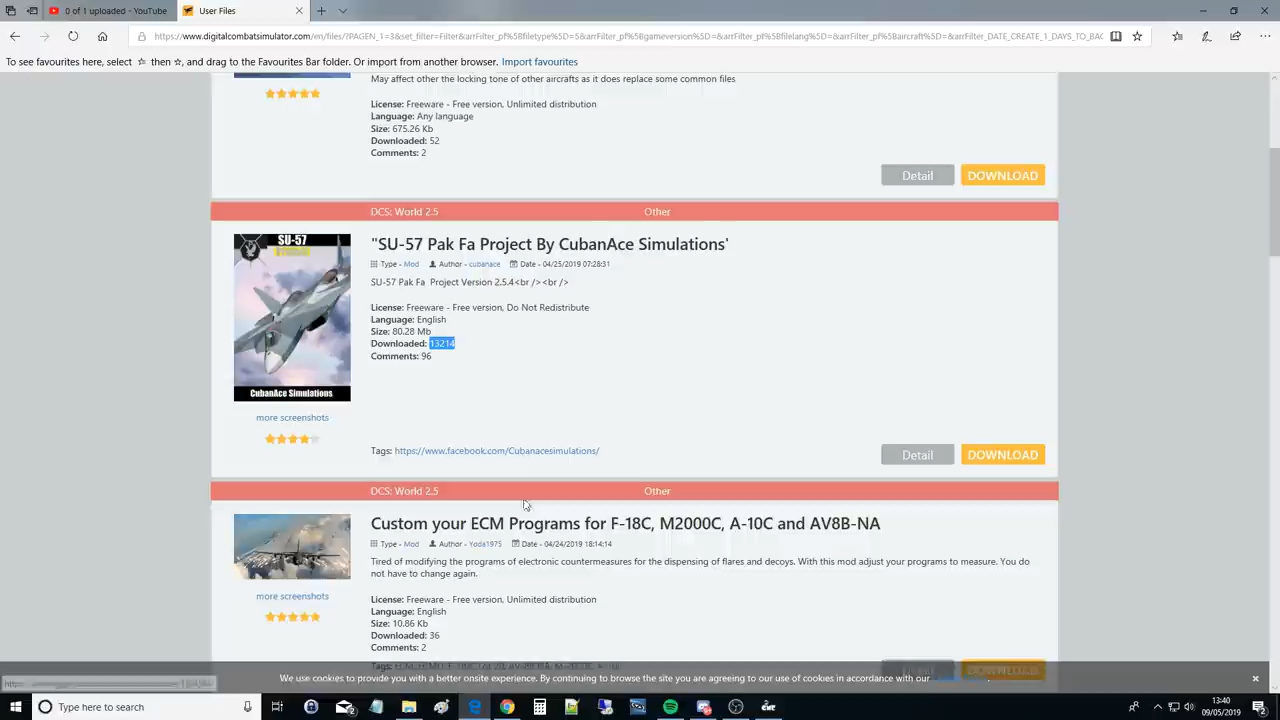 0 of 1 uploaded - YouTube
User Files
https://www.digitalcombatsimulator.com/en/files/?PAGEN_1=3&set_filter=Filter&arrFilter_pf%5Bfiletype%5D=5&arrFilter_pf%5Bgameversion%5D=&arrFilter_pf%5Bfilelang%5D=&arrFilter_pf%5Baircraft%5D=&arrFilter_DATE_CREATE_1_DAYS_TO_BAC
To see favourites here, select ☆ then ☆, and drag to the Favourites Bar folder. Or import from another browser. Import favourites
May affect other the locking tone of other aircrafts as it does replace some common files
License: Freeware - Free version, Unlimited distribution
Language: Any language
Size: 675.26 Kb
Downloaded: 52
Comments: 2
Detail DOWNLOAD
DCS: World 2.5 Other
SU-57
CubanAce Simulations
more screenshots
"SU-57 Pak Fa Project By CubanAce Simulations'
Type - Mod Author - cubanace Date - 04/25/2019 07:28:31
SU-57 Pak Fa Project Version 2.5.4<br /><br />
License: Freeware - Free version, Do Not Redistribute
Language: English
Size: 80.28 Mb
Downloaded: 13214
Comments: 96
Tags: https://www.facebook.com/Cubanacesimulations/
Detail DOWNLOAD
DCS: World 2.5 Other
Custom your ECM Programs for F-18C, M2000C, A-10C and AV8B-NA
Type - Mod Author - Yoda1975 Date - 04/24/2019 18:14:14
Tired of modifying the programs of electronic countermeasures for the dispensing of flares and decoys. With this mod adjust your programs to measure. You do
not have to change again.
more screenshots
License: Freeware - Free version, Unlimited distribution
Language: English
Size: 10.86 Kb
Downloaded: 36
Comments: 2
Tags:
We use cookies to provide you with a better onsite experience. By continuing to browse the site you are agreeing to our use of cookies in accordance with our
Type here to search
13:40
09/05/2019